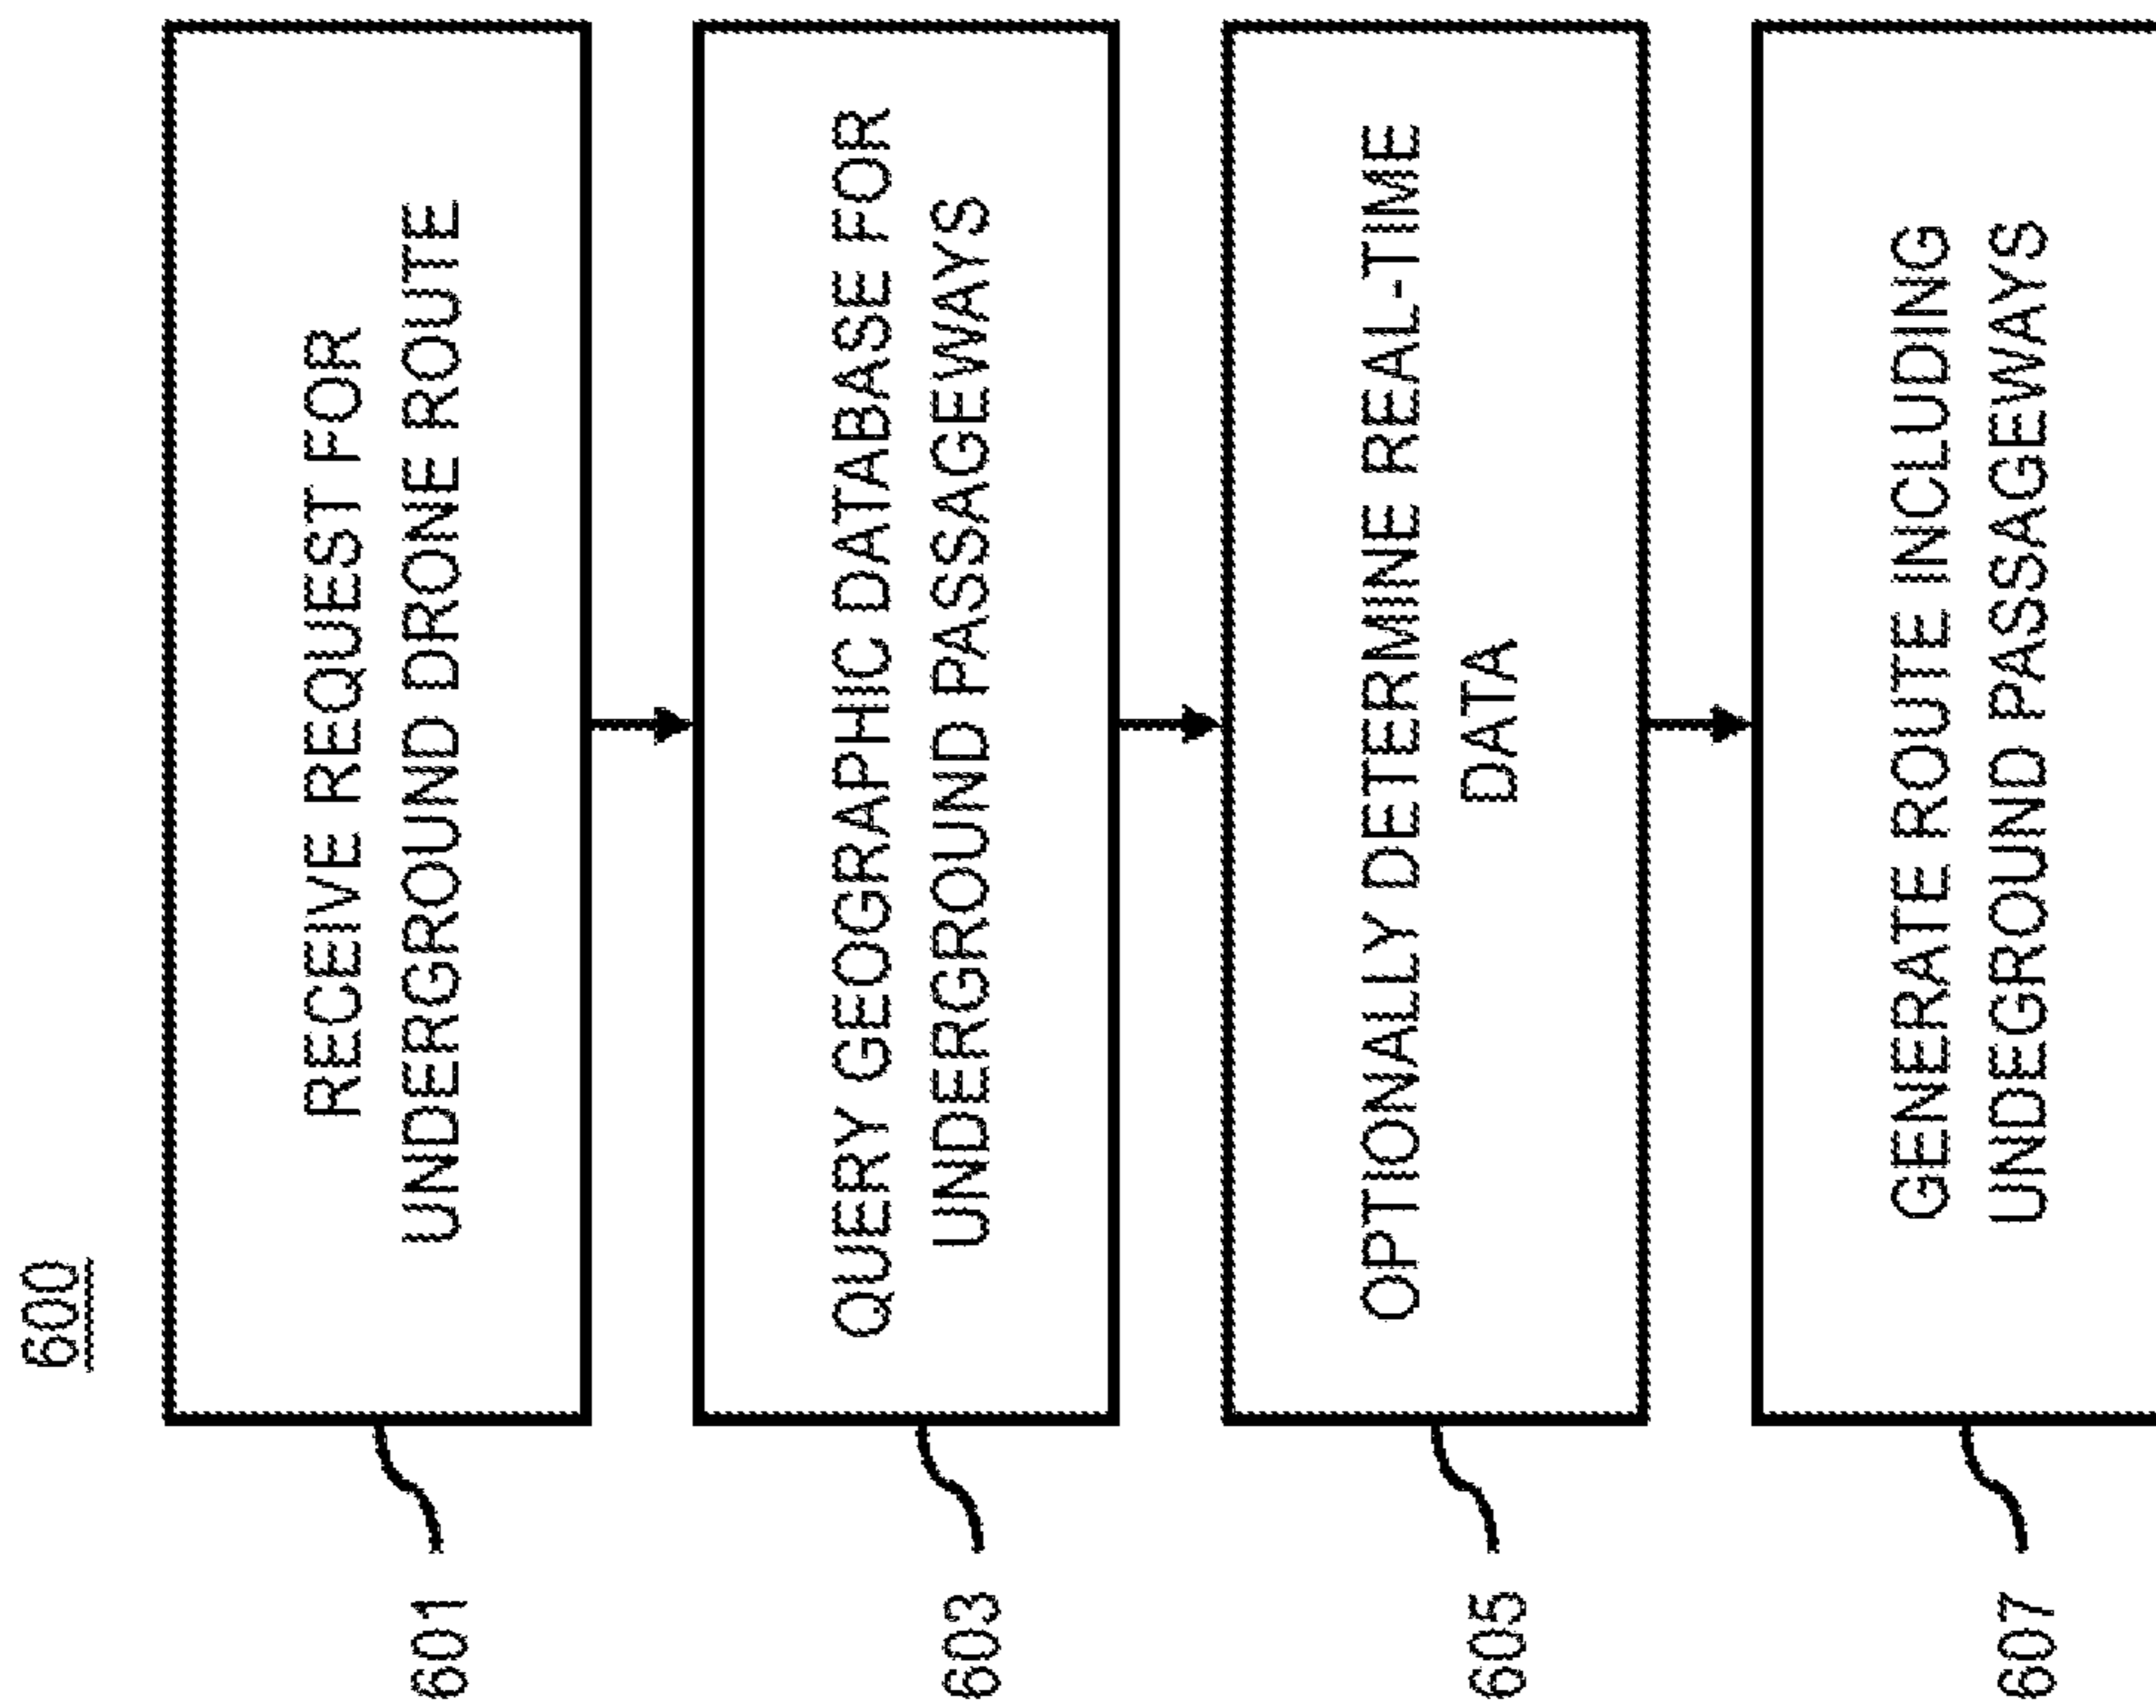 600
RECEIVE REQUEST FOR
UNDERGROUND DRONE ROUTE
601
QUERY GEOGRAPHIC DATABASE FOR
UNDERGROUND PASSAGEWAYS
603
OPTIONALLY DETERMINE REAL-TIME
DATA
605
GENERATE ROUTE INCLUDING
UNDEGROUND PASSAGEWAYS
607